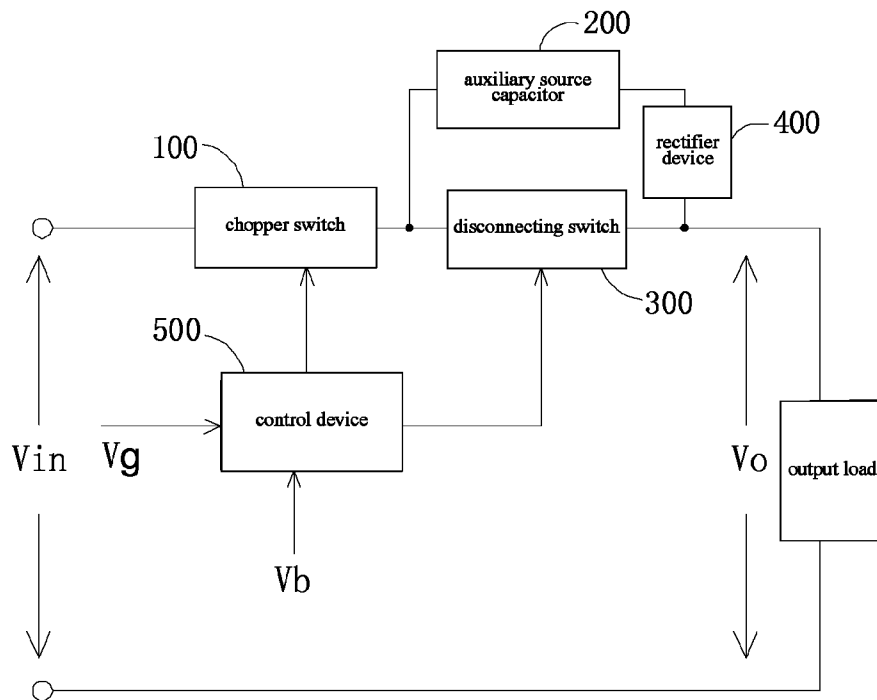 200
auxiliary source
capacitor
400
rectifier
device
100
chopper switch
disconnecting switch
300
500
control device
Vin
Vg
Vb
Vo
output load